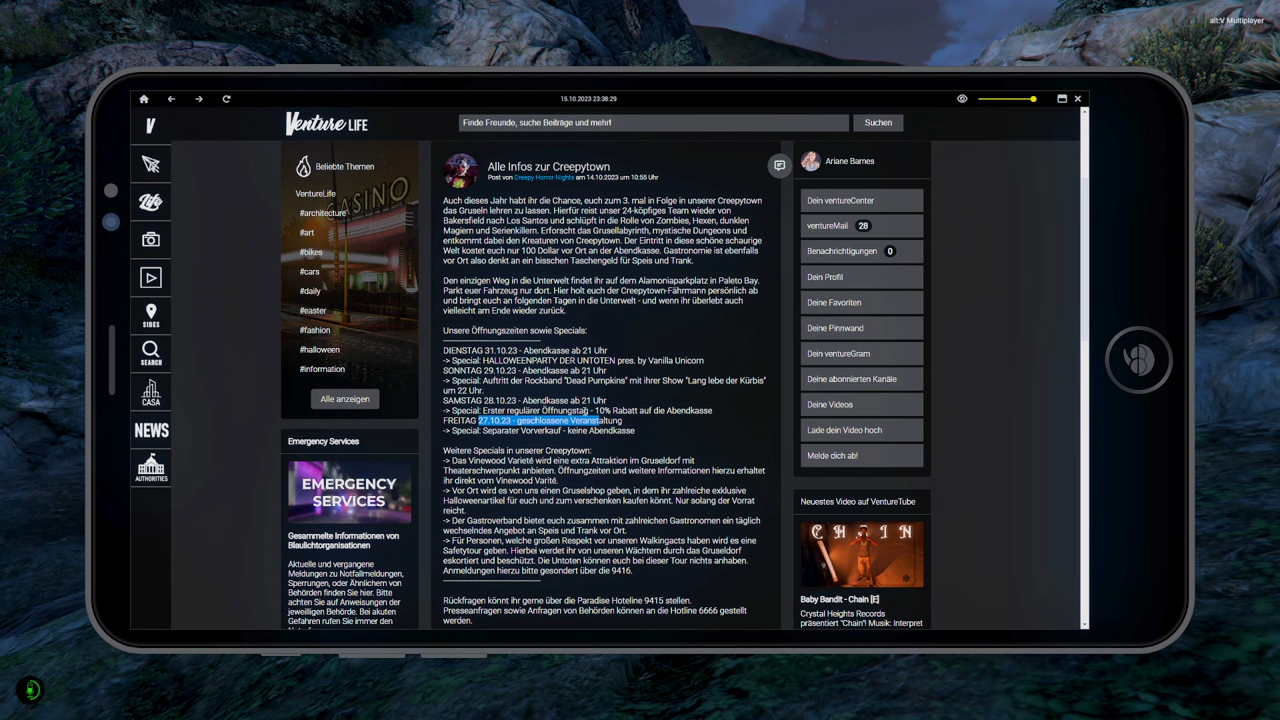 alt:V Multiplayer
15.10.2023 23:38:29
Venture LIFE
Finde Freunde, suche Beiträge und mehr!
Suchen
V
Life
SIDES
SEARCH
CASA
NEWS
AUTHORITIES
Beliebte Themen
VentureLife
#architecture
#art
#bikes
#cars
#daily
#easter
#fashion
#halloween
#information
Alle anzeigen
CASINO
Emergency Services
EMERGENCY
SERVICES
Gesammelte Informationen von
Blaulichtorganisationen
Aktuelle und vergangene
Meldungen zu Notfallmeldungen,
Sperrungen, oder Ähnlichem von
Behörden finden Sie hier. Bitte
achten Sie auf Anweisungen der
jeweiligen Behörde. Bei akuten
Gefahren rufen Sie immer den
Alle Infos zur Creepytown
Post von Creepy Horror Nights am 14.10.2023 um 10:55 Uhr
Auch dieses Jahr habt ihr die Chance, euch zum 3. mal in Folge in unserer Creepytown
das Gruseln lehren zu lassen. Hierfür reist unser 24-köpfiges Team wieder von
Bakersfield nach Los Santos und schlüpft in die Rolle von Zombies, Hexen, dunklen
Magiern und Serienkillern. Erforscht das Grusellabyrinth, mystische Dungeons und
entkommt dabei den Kreaturen von Creepytown. Der Eintritt in diese schöne schaurige
Welt kostet euch nur 100 Dollar vor Ort an der Abendkasse. Gastronomie ist ebenfalls
vor Ort also denkt an ein bisschen Taschengeld für Speis und Trank.
Den einzigen Weg in die Unterwelt findet ihr auf dem Alamoniaparkplatz in Paleto Bay.
Parkt euer Fahrzeug nur dort. Hier holt euch der Creepytown-Fährmann persönlich ab
und bringt euch an folgenden Tagen in die Unterwelt - und wenn ihr überlebt auch
vielleicht am Ende wieder zurück.
Unsere Öffnungszeiten sowie Specials:
DIENSTAG 31.10.23 - Abendkasse ab 21 Uhr
-> Special: HALLOWEENPARTY DER UNTOTEN pres. by Vanilla Unicorn
SONNTAG 29.10.23 - Abendkasse ab 21 Uhr
-> Special: Auftritt der Rockband "Dead Pumpkins" mit ihrer Show "Lang lebe der Kürbis"
um 22 Uhr.
SAMSTAG 28.10.23 - Abendkasse ab 21 Uhr
-> Special: Erster regulärer Öffnungstag - 10% Rabatt auf die Abendkasse
FREITAG 27.10.23 - geschlossene Veranstaltung
-> Special: Separater Vorverkauf - keine Abendkasse
Weitere Specials in unserer Creepytown:
-> Das Vinewood Varieté wird eine extra Attraktion im Gruseldorf mit
Theaterschwerpunkt anbieten. Öffnungzeiten und weitere Informationen hierzu erhaltet
ihr direkt vom Vinewood Varité.
-> Vor Ort wird es von uns einen Gruselshop geben, in dem ihr zahlreiche exklusive
Halloweenartikel für euch und zum verschenken kaufen könnt. Nur solang der Vorrat
reicht.
-> Der Gastroverband bietet euch zusammen mit zahlreichen Gastronomen ein täglich
wechselndes Angebot an Speis und Trank vor Ort.
-> Für Personen, welche großen Respekt vor unseren Walkingacts haben wird es eine
Safetytour geben. Hierbei werdet ihr von unseren Wächtern durch das Gruseldorf
eskortiert und beschützt. Die Untoten können euch bei dieser Tour nichts anhaben.
Anmeldungen hierzu bitte gesondert über die 9416.
Rückfragen könnt ihr gerne über die Paradise Hoteline 9415 stellen.
Presseanfragen sowie Anfragen von Behörden können an die Hotline 6666 gestellt
werden.
Ariane Barnes
Dein ventureCenter
ventureMail 28
Benachrichtigungen 0
Dein Profil
Deine Favoriten
Deine Pinnwand
Dein ventureGram
Deine abonnierten Kanäle
Deine Videos
Lade dein Video hoch
Melde dich ab!
Neuestes Video auf VentureTube
CHAIN
Baby Bandit - Chain [E]
Crystal Heights Records
präsentiert "Chain"! Musik: Interpret